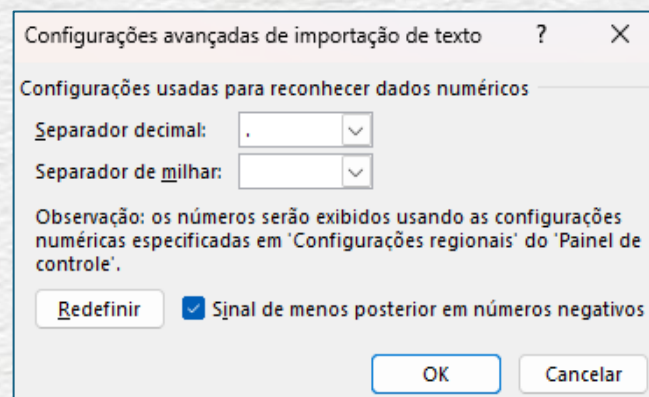 Configurações avançadas de importação de texto ?
Configurações usadas para reconhecer dados numéricos
Separador decimal: .
Separador de milhar:
Observação: os números serão exibidos usando as configurações
numéricas especificadas em 'Configurações regionais' do 'Painel de
controle'.
Redefinir Sinal de menos posterior em números negativos
OK Cancelar